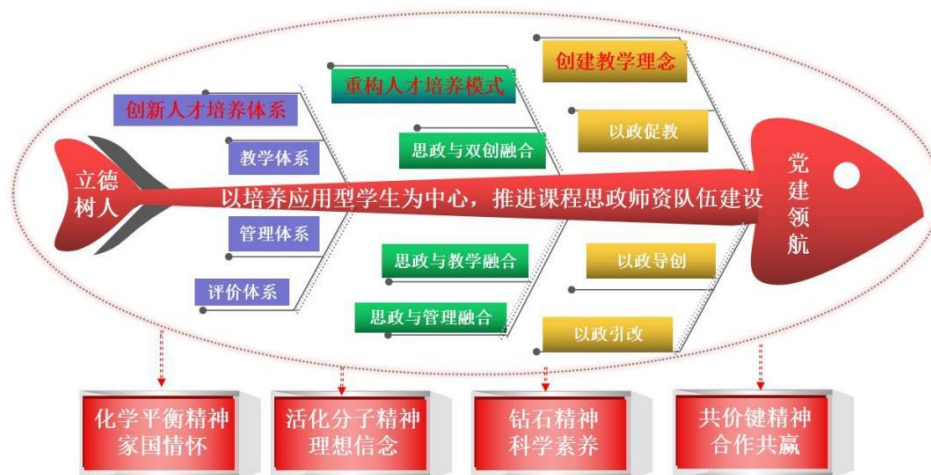 创建教学理念
重构人才培养模式
创新人才培养体系
以政促教
思政与双创融合
教学体系
立德
树人
以培养应用型学生为中心，推进课程思政师资队伍建设
党建领航
管理体系
思政与教学融合
以政导创
评价体系
思政与管理融合
以政引改
化学平衡精神
家国情怀
活化分子精神
理想信念
钻石精神
科学素养
共价键精神
合作共赢